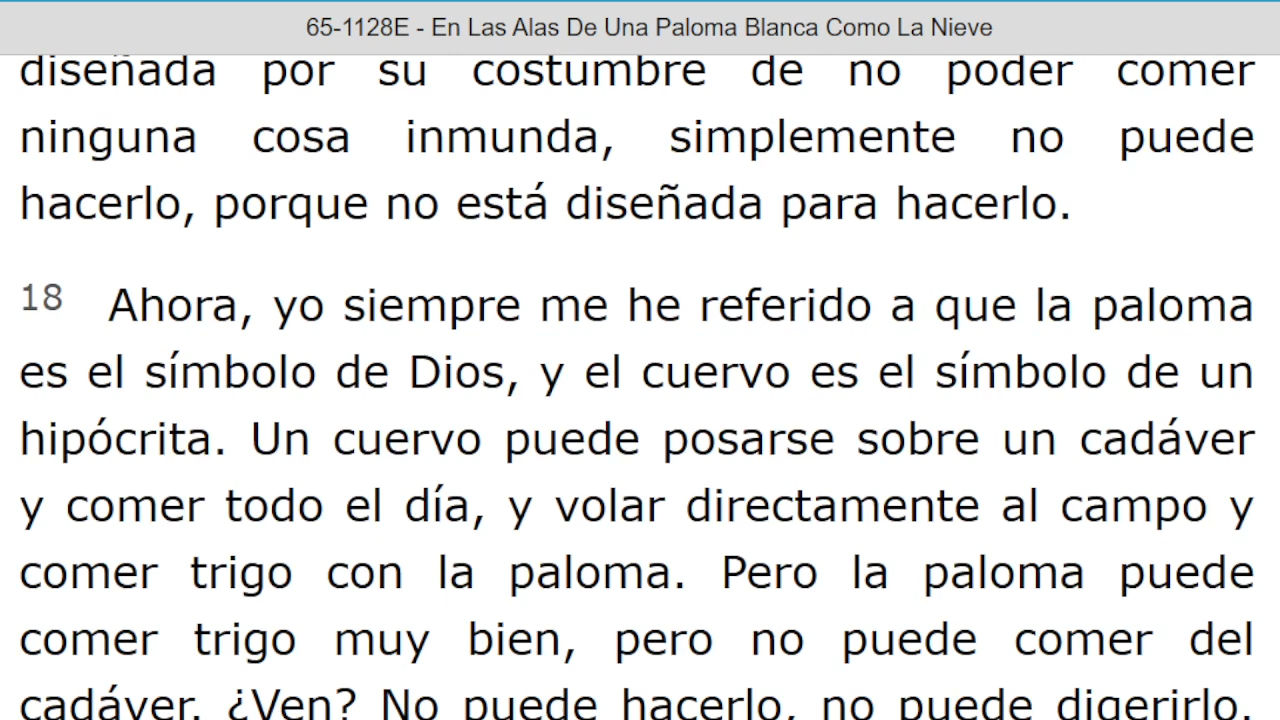 65-1128E - En Las Alas De Una Paloma Blanca Como La Nieve
diseñada por su costumbre de no poder comer
ninguna cosa inmunda, simplemente no puede
hacerlo, porque no está diseñada para hacerlo.
18 Ahora, yo siempre me he referido a que la paloma
es el símbolo de Dios, y el cuervo es el símbolo de un
hipócrita. Un cuervo puede posarse sobre un cadáver
y comer todo el día, y volar directamente al campo y
comer trigo con la paloma. Pero la paloma puede
comer trigo muy bien, pero no puede comer del
cadáver. ¿Ven? No puede hacerlo, no puede digerirlo.